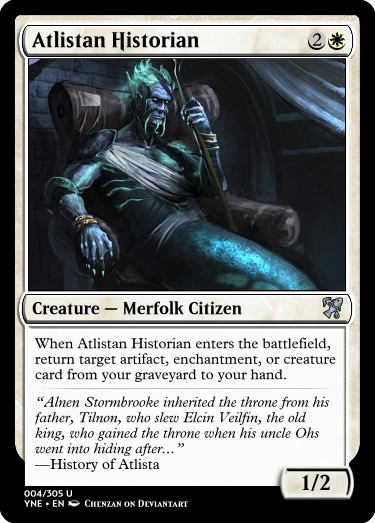 Atlistan Historian 2
Creature — Merfolk Citizen
When Atlistan Historian enters the battlefield,
return target artifact, enchantment, or creature
card from your graveyard to your hand.
“Alnen Stormbrooke inherited the throne from his
father, Tilnon, who slew Elcin Veilfin, the old
king, who gained the throne when his uncle Ohs
went into hiding after…”
—History of Atlista
1/2
004/305 U
YNE • EN Chenzan on Deviantart